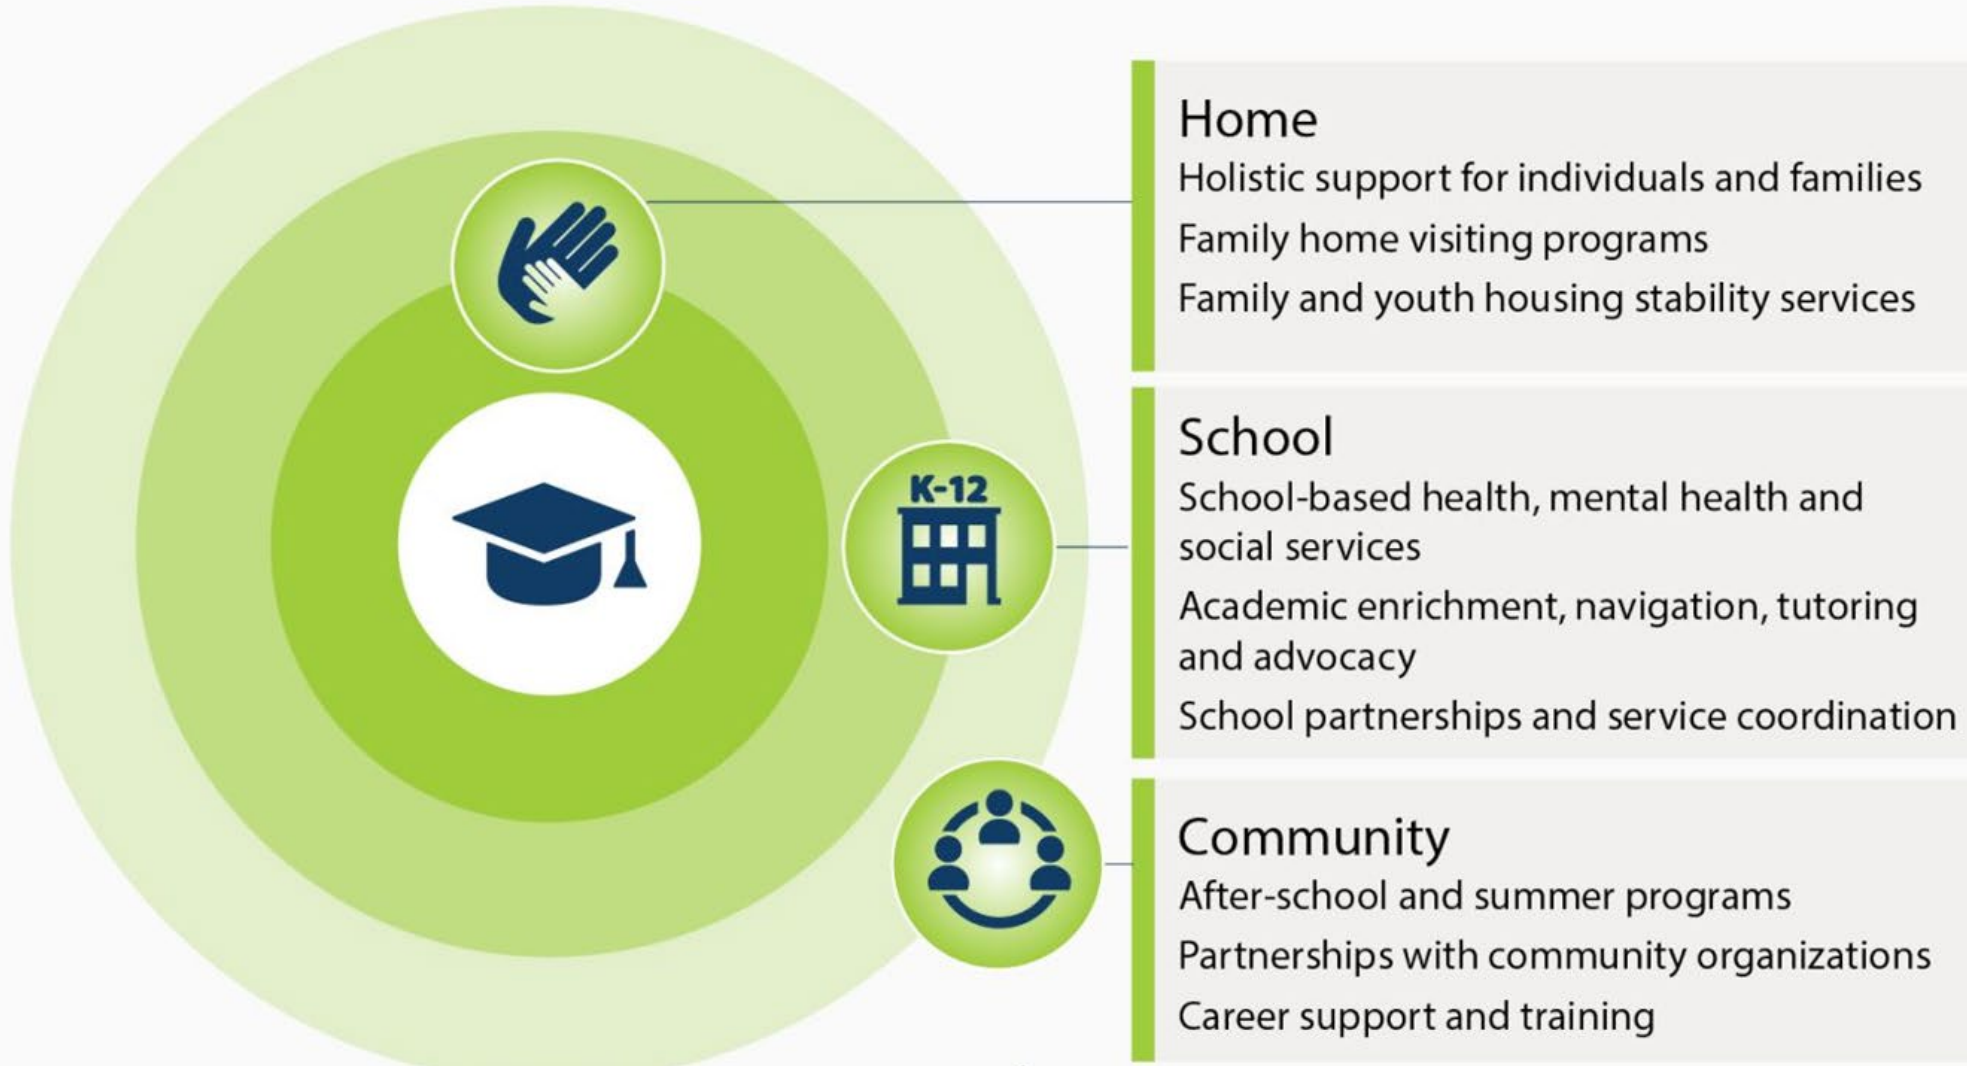 Home
Holistic support for individuals and families
Family home visiting programs
Family and youth housing stability services
K-12
School
School-based health, mental health and
social services
Academic enrichment, navigation, tutoring
and advocacy
School partnerships and service coordination
Community
After-school and summer programs
Partnerships with community organizations
Career support and training